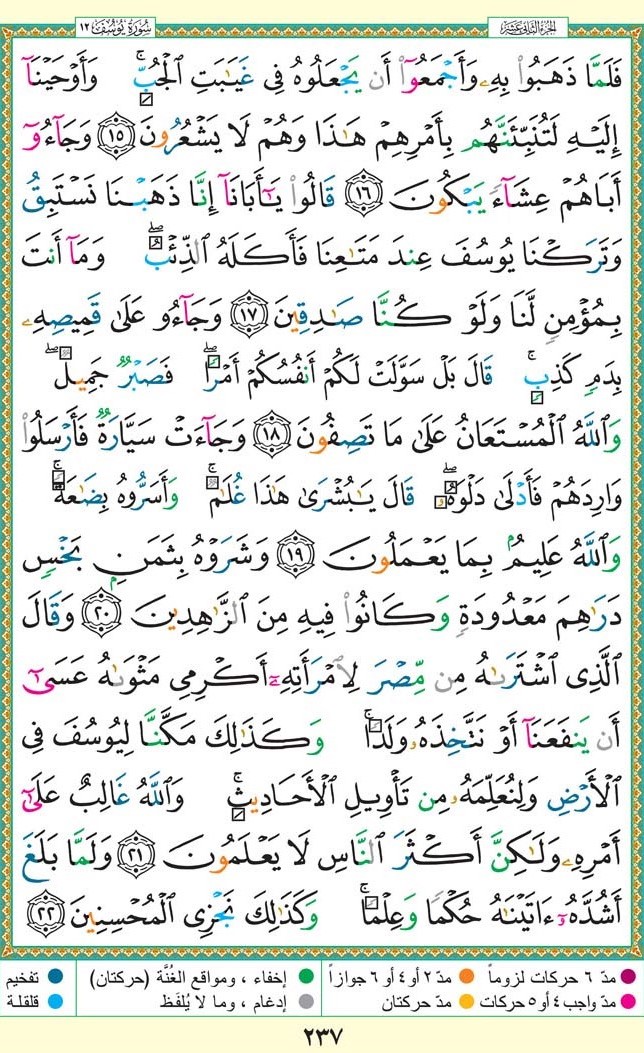 الجزء الثاني عشر
سورة يوسف ١٢
فَلَمَّا ذَهَبُوا۟ بِهِۦ وَأَجْمَعُوٓا۟ أَن يَجْعَلُوهُ فِى غَيَـٰبَتِ ٱلْجُبِّ ۚ وَأَوْحَيْنَآ
إِلَيْهِ لَتُنَبِّئَنَّهُم بِأَمْرِهِمْ هَـٰذَا وَهُمْ لَا يَشْعُرُونَ ١٥ وَجَآءُوٓ
أَبَاهُمْ عِشَآءً يَبْكُونَ ١٦ قَالُوا۟ يَـٰٓأَبَانَآ إِنَّا ذَهَبْنَا نَسْتَبِقُ
وَتَرَكْنَا يُوسُفَ عِندَ مَتَـٰعِنَا فَأَكَلَهُ ٱلذِّئْبُ ۖ وَمَآ أَنتَ
بِمُؤْمِنٍ لَّنَا وَلَوْ كُنَّا صَـٰدِقِينَ ١٧ وَجَآءُو عَلَىٰ قَمِيصِهِۦ
بِدَمٍ كَذِبٍ ۚ قَالَ بَلْ سَوَّلَتْ لَكُمْ أَنفُسُكُمْ أَمْرًا ۖ فَصَبْرٌ جَمِيلٌ ۖ
وَٱللَّهُ ٱلْمُسْتَعَانُ عَلَىٰ مَا تَصِفُونَ ١٨ وَجَآءَتْ سَيَّارَةٌ فَأَرْسَلُوا۟
وَارِدَهُمْ فَأَدْلَىٰ دَلْوَهُۥ ۖ قَالَ يَـٰبُشْرَىٰ هَـٰذَا غُلَـٰمٌ ۚ وَأَسَرُّوهُ بِضَـٰعَةً ۚ
وَٱللَّهُ عَلِيمٌۢ بِمَا يَعْمَلُونَ ١٩ وَشَرَوْهُ بِثَمَنٍۭ بَخْسٍ
دَرَٰهِمَ مَعْدُودَةٍ وَكَانُوا۟ فِيهِ مِنَ ٱلزَّٰهِدِينَ ٢٠ وَقَالَ
ٱلَّذِى ٱشْتَرَىٰهُ مِن مِّصْرَ لِٱمْرَأَتِهِۦٓ أَكْرِمِى مَثْوَىٰهُ عَسَىٰٓ
أَن يَنفَعَنَآ أَوْ نَتَّخِذَهُۥ وَلَدًا ۚ وَكَذَٰلِكَ مَكَّنَّا لِيُوسُفَ فِى
ٱلْأَرْضِ وَلِنُعَلِّمَهُۥ مِن تَأْوِيلِ ٱلْأَحَادِيثِ ۚ وَٱللَّهُ غَالِبٌ عَلَىٰٓ
أَمْرِهِۦ وَلَـٰكِنَّ أَكْثَرَ ٱلنَّاسِ لَا يَعْلَمُونَ ٢١ وَلَمَّا بَلَغَ
أَشُدَّهُۥٓ ءَاتَيْنَـٰهُ حُكْمًا وَعِلْمًا ۚ وَكَذَٰلِكَ نَجْزِى ٱلْمُحْسِنِينَ ٢٢
مدّ ٦ حركات لزوماً مدّ ٢ أو ٤ أو ٦ جوازاً إخفاء ، ومواقع الغُنَّة (حركتان) تفخيم
مدّ واجب ٤ أو ٥ حركات مدّ حركتان إدغام ، وما لا يُلفَظ قلقلة
٢٣٧